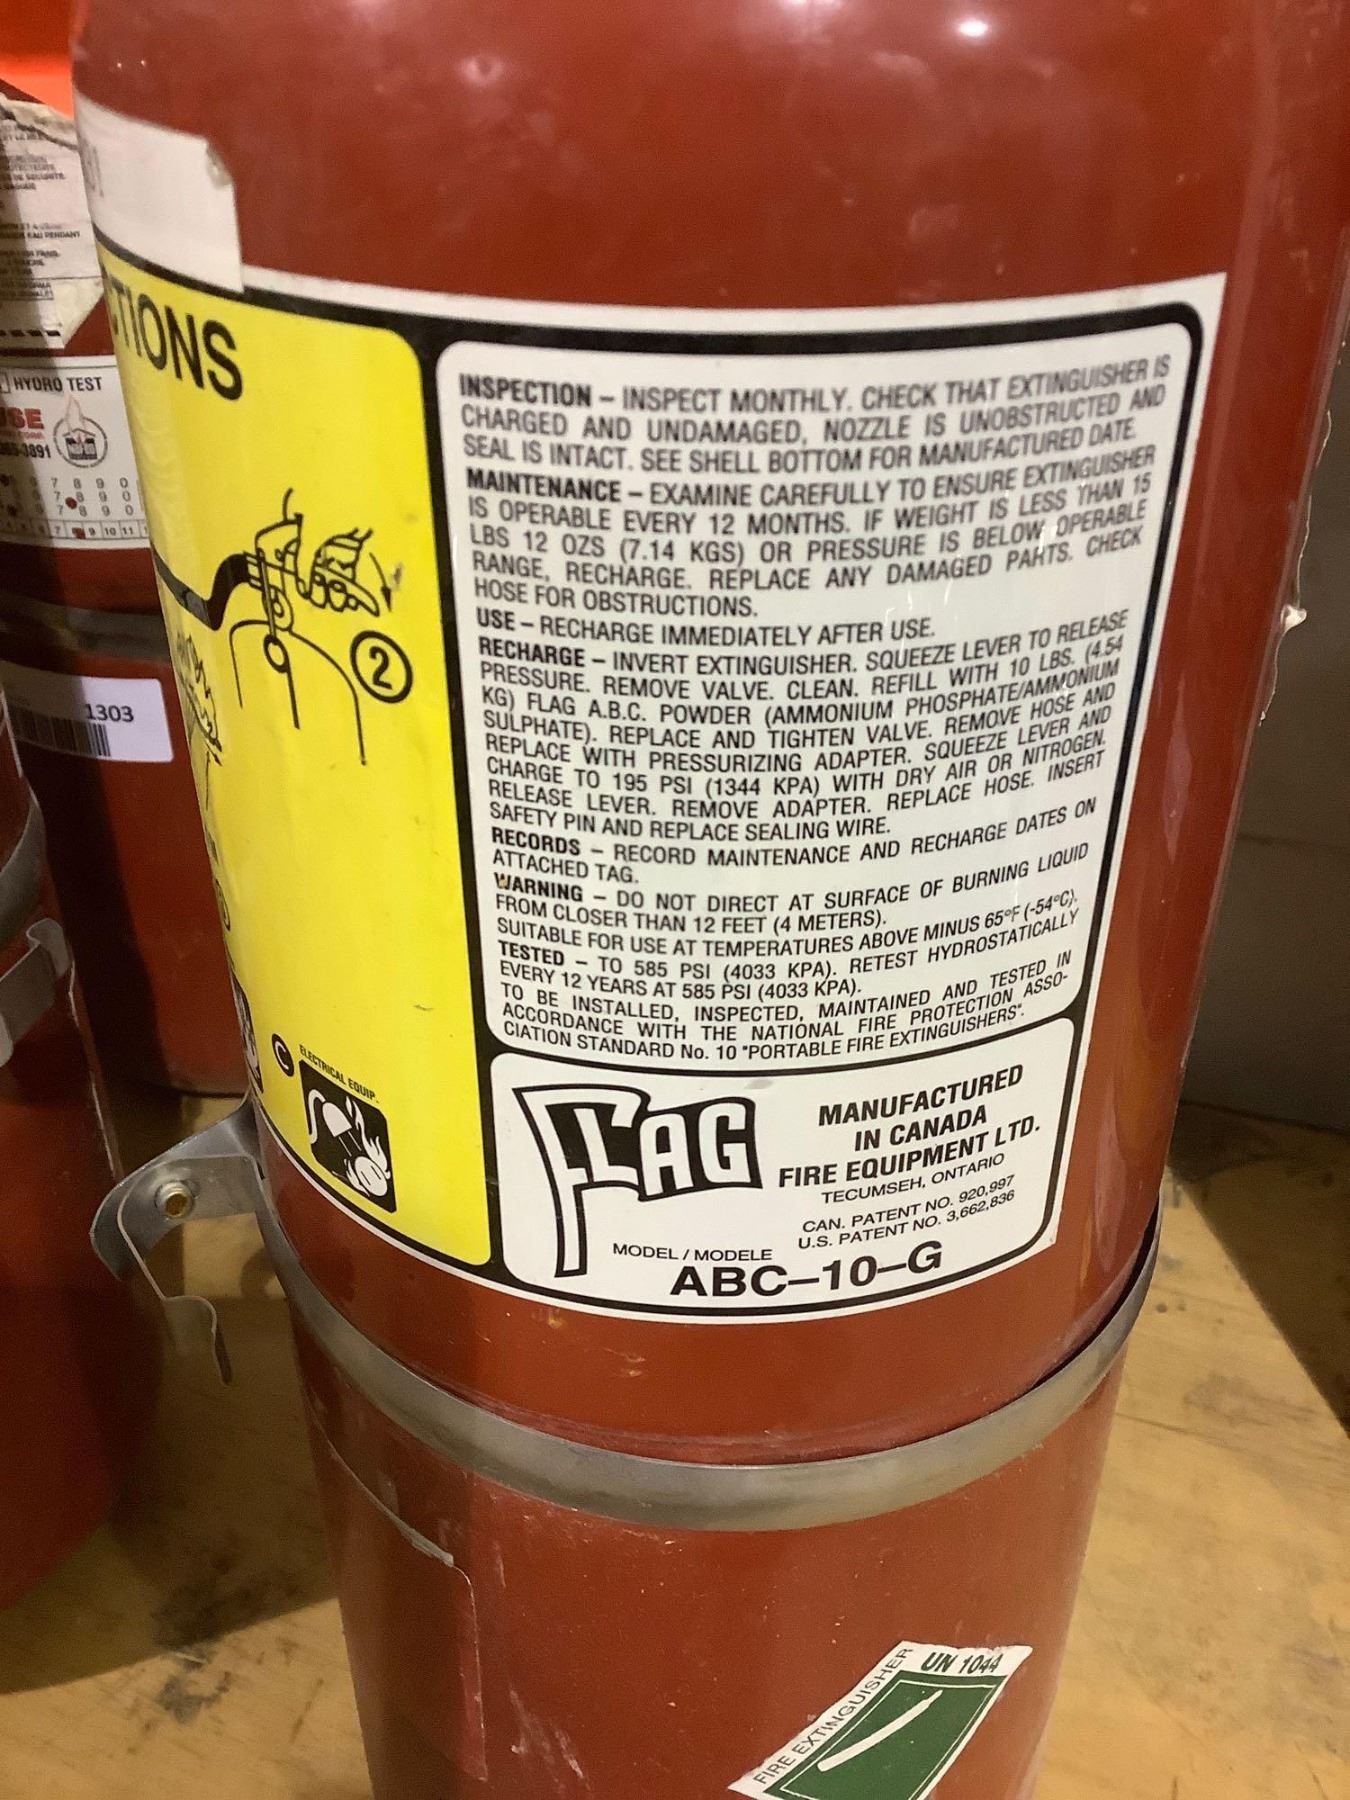 HYDRO TEST
3891
7 8 9 0
9 10 11
1303
TIONS
2
C
ELECTRICAL EQUIP.
INSPECTION – INSPECT MONTHLY. CHECK THAT EXTINGUISHER IS
CHARGED AND UNDAMAGED, NOZZLE IS UNOBSTRUCTED AND
SEAL IS INTACT. SEE SHELL BOTTOM FOR MANUFACTURED DATE.
MAINTENANCE – EXAMINE CAREFULLY TO ENSURE EXTINGUISHER
IS OPERABLE EVERY 12 MONTHS. IF WEIGHT IS LESS THAN 15
LBS 12 OZS (7.14 KGS) OR PRESSURE IS BELOW OPERABLE
RANGE, RECHARGE. REPLACE ANY DAMAGED PARTS. CHECK
HOSE FOR OBSTRUCTIONS.
USE – RECHARGE IMMEDIATELY AFTER USE.
RECHARGE – INVERT EXTINGUISHER. SQUEEZE LEVER TO RELEASE
PRESSURE. REMOVE VALVE. CLEAN. REFILL WITH 10 LBS. (4.54
KG) FLAG A.B.C. POWDER (AMMONIUM PHOSPHATE/AMMONIUM
SULPHATE). REPLACE AND TIGHTEN VALVE. REMOVE HOSE AND
REPLACE WITH PRESSURIZING ADAPTER. SQUEEZE LEVER AND
CHARGE TO 195 PSI (1344 KPA) WITH DRY AIR OR NITROGEN.
RELEASE LEVER. REMOVE ADAPTER. REPLACE HOSE. INSERT
SAFETY PIN AND REPLACE SEALING WIRE.
RECORDS – RECORD MAINTENANCE AND RECHARGE DATES ON
ATTACHED TAG.
WARNING – DO NOT DIRECT AT SURFACE OF BURNING LIQUID
FROM CLOSER THAN 12 FEET (4 METERS).
SUITABLE FOR USE AT TEMPERATURES ABOVE MINUS 65°F (-54°C).
TESTED – TO 585 PSI (4033 KPA). RETEST HYDROSTATICALLY
EVERY 12 YEARS AT 585 PSI (4033 KPA).
TO BE INSTALLED, INSPECTED, MAINTAINED AND TESTED IN
ACCORDANCE WITH THE NATIONAL FIRE PROTECTION ASSO-
CIATION STANDARD No. 10 "PORTABLE FIRE EXTINGUISHERS".
FLAG
MANUFACTURED
IN CANADA
FIRE EQUIPMENT LTD.
TECUMSEH, ONTARIO
CAN. PATENT NO. 920,997
U.S. PATENT NO. 3,662,836
MODEL / MODELE
ABC–10–G
FIRE EXTINGUISHER
UN 1044